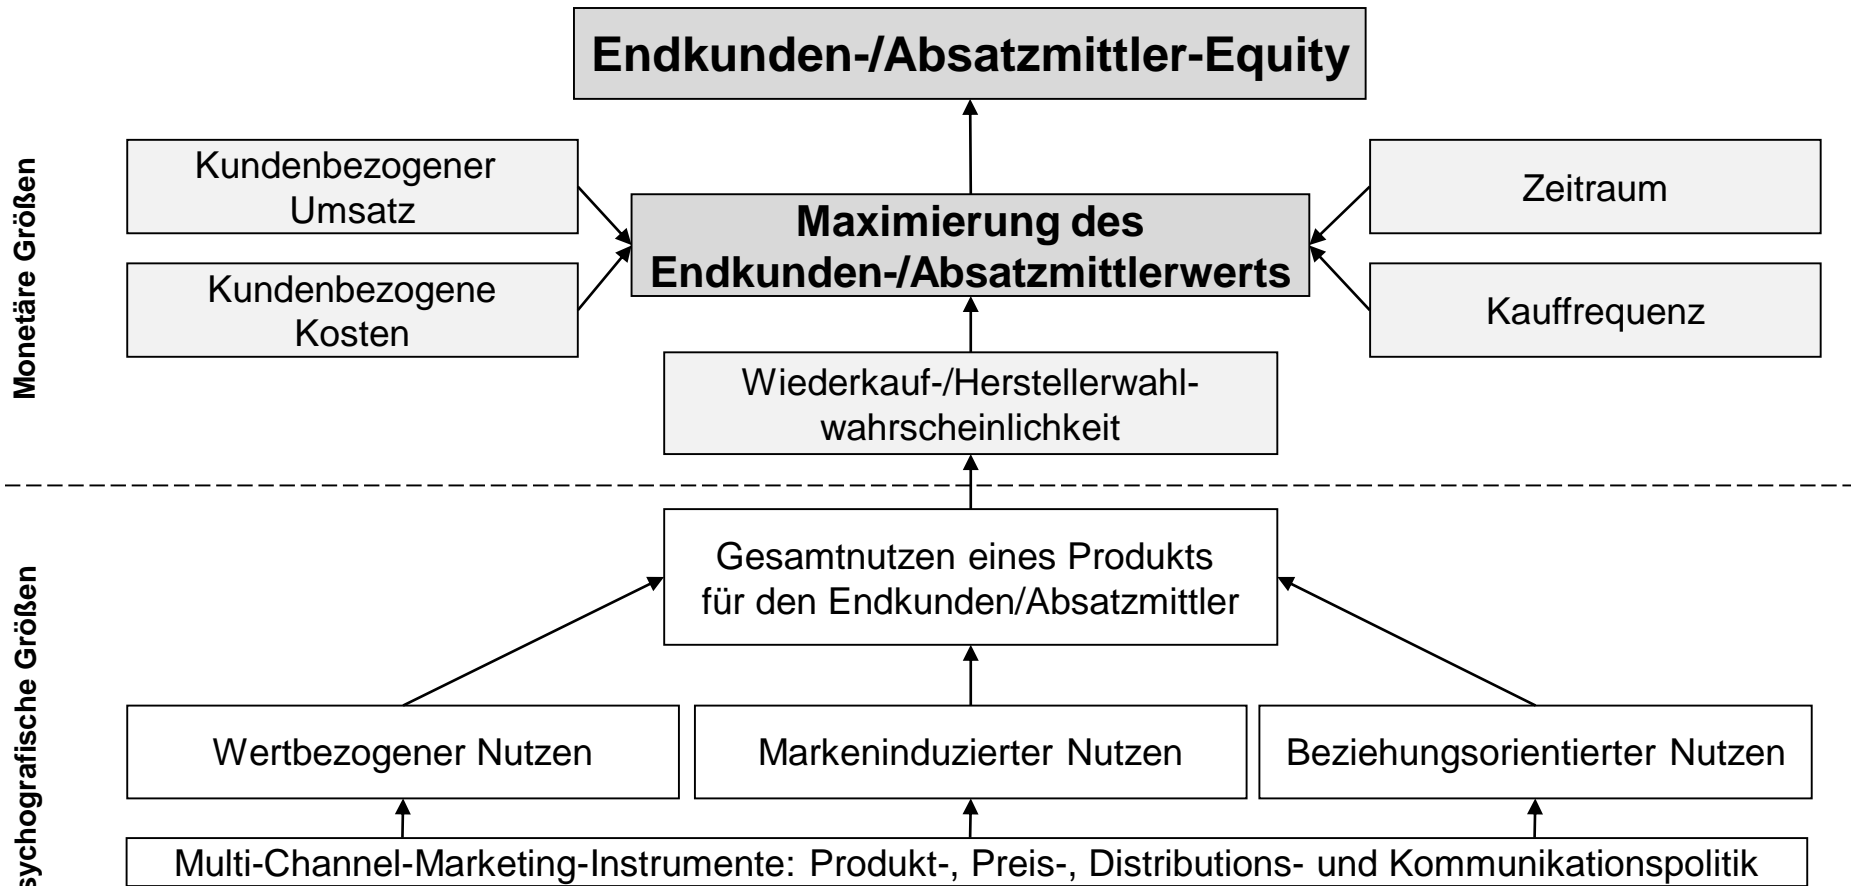 Endkunden-/Absatzmittler-Equity
Monetäre Größen
Kundenbezogener
Umsatz
Zeitraum
Maximierung des
Endkunden-/Absatzmittlerwerts
Kundenbezogene
Kosten
Kauffrequenz
Wiederkauf-/Herstellerwahl-
wahrscheinlichkeit
sychografische Größen
Gesamtnutzen eines Produkts
für den Endkunden/Absatzmittler
Wertbezogener Nutzen
Markeninduzierter Nutzen
Beziehungsorientierter Nutzen
Multi-Channel-Marketing-Instrumente: Produkt-, Preis-, Distributions- und Kommunikationspolitik